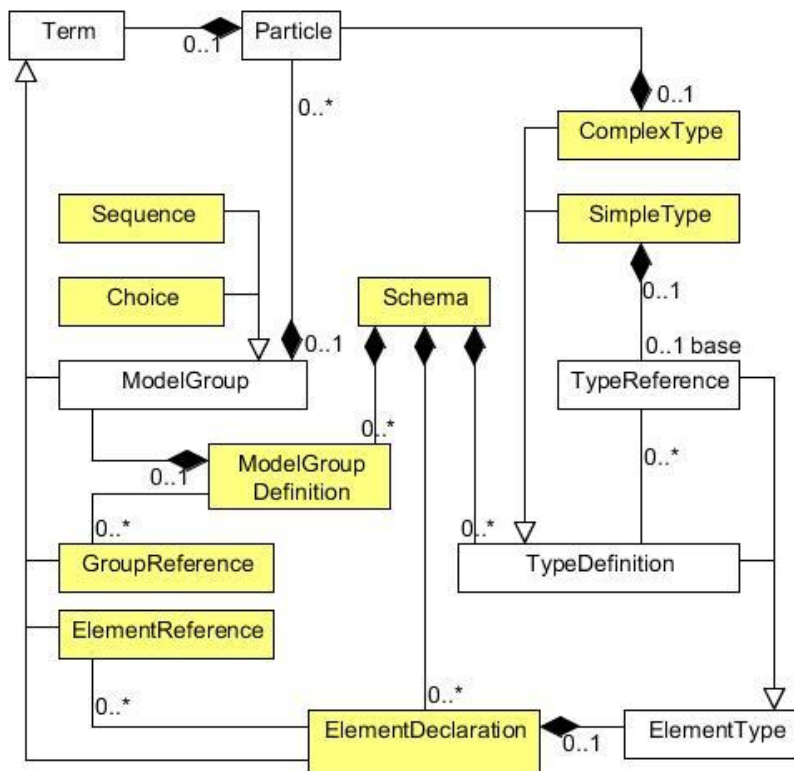 Term
Particle
0..1
0..*
0..1
ComplexType
Sequence
SimpleType
Choice
Schema
0..1
0..1
0..1 base
ModelGroup
TypeReference
0..*
0..1
ModelGroup
Definition
0..*
0..*
0..*
GroupReference
TypeDefinition
ElementReference
0..*
0..*
ElementDeclaration
0..1
ElementType